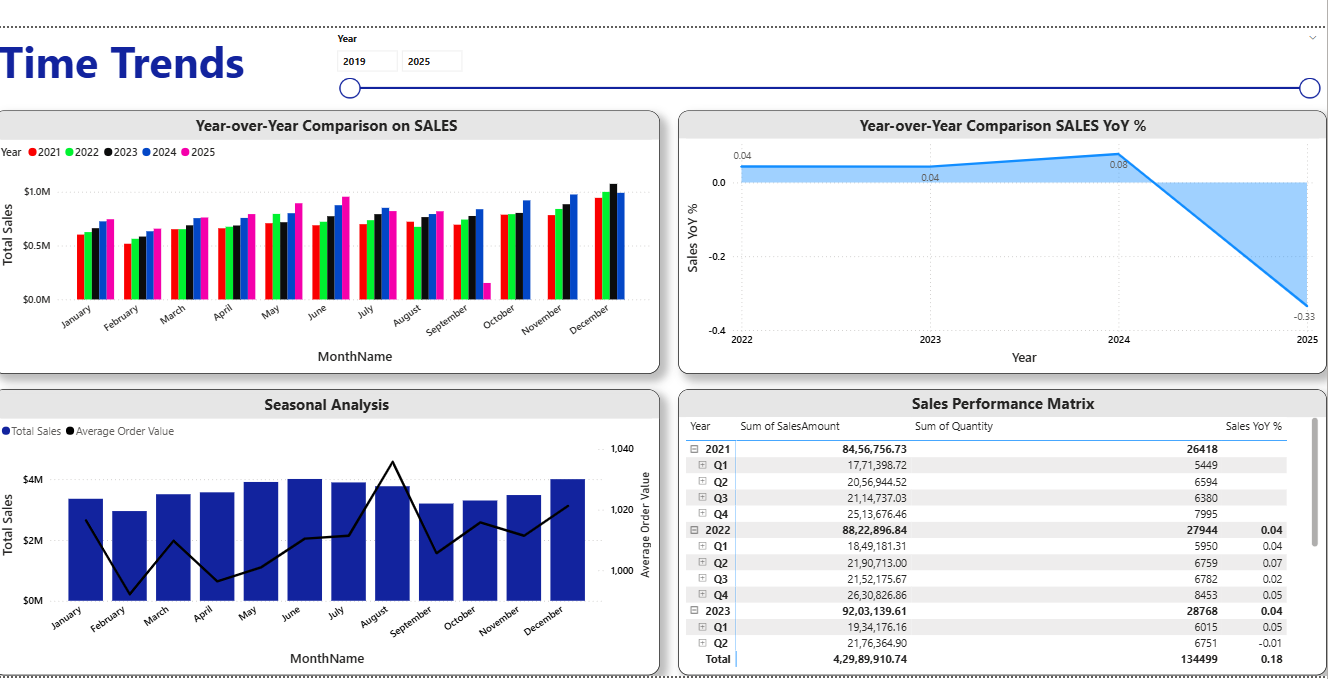 Time Trends
Year
2019 2025
Year-over-Year Comparison on SALES
Year 2021 2022 2023 2024 2025
Total Sales
$1.0M
$0.5M
$0.0M
January February March April May June July August September October November December
MonthName
Year-over-Year Comparison SALES YoY %
Sales YoY %
0.04
0.04
0.08
-0.33
0.0
-0.2
-0.4
2022 2023 2024 2025
Year
Seasonal Analysis
Total Sales Average Order Value
Total Sales
$4M
$2M
$0M
1,040
1,020
1,000
Average Order Value
January February March April May June July August September October November December
MonthName
Sales Performance Matrix
Year Sum of SalesAmount Sum of Quantity Sales YoY %
2021 84,56,756.73 26418
Q1 17,71,398.72 5449
Q2 20,56,944.52 6594
Q3 21,14,737.03 6380
Q4 25,13,676.46 7995
2022 88,22,896.84 27944 0.04
Q1 18,49,181.31 5950 0.04
Q2 21,90,713.00 6759 0.07
Q3 21,52,175.67 6782 0.02
Q4 26,30,826.86 8453 0.05
2023 92,03,139.61 28768 0.04
Q1 19,34,176.16 6015 0.05
Q2 21,76,364.90 6751 -0.01
Total 4,29,89,910.74 134499 0.18